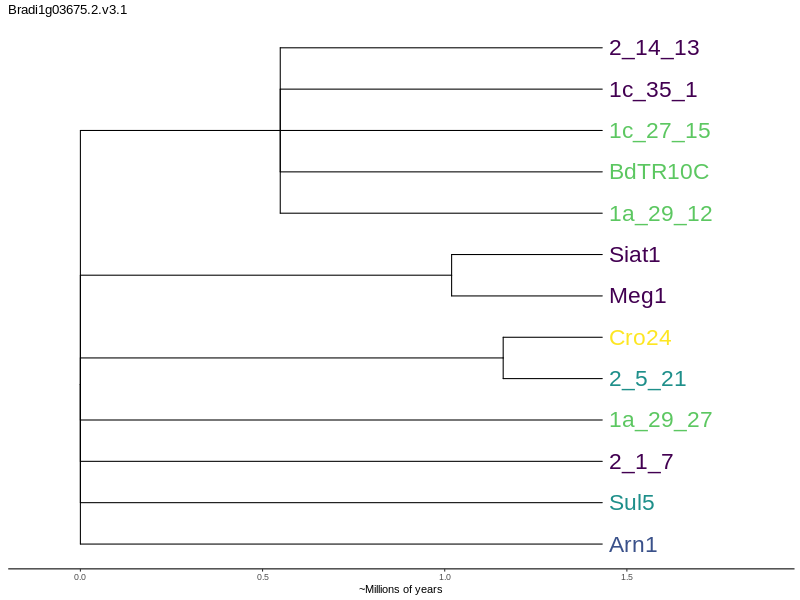 Bradi1g03675.2.v3.1
2_14_13
1c_35_1
1c_27_15
BdTR10C
1a_29_12
Siat1
Meg1
Cro24
2_5_21
1a_29_27
2_1_7
Sul5
Arn1
0.0 0.5 1.0 1.5
~Millions of years